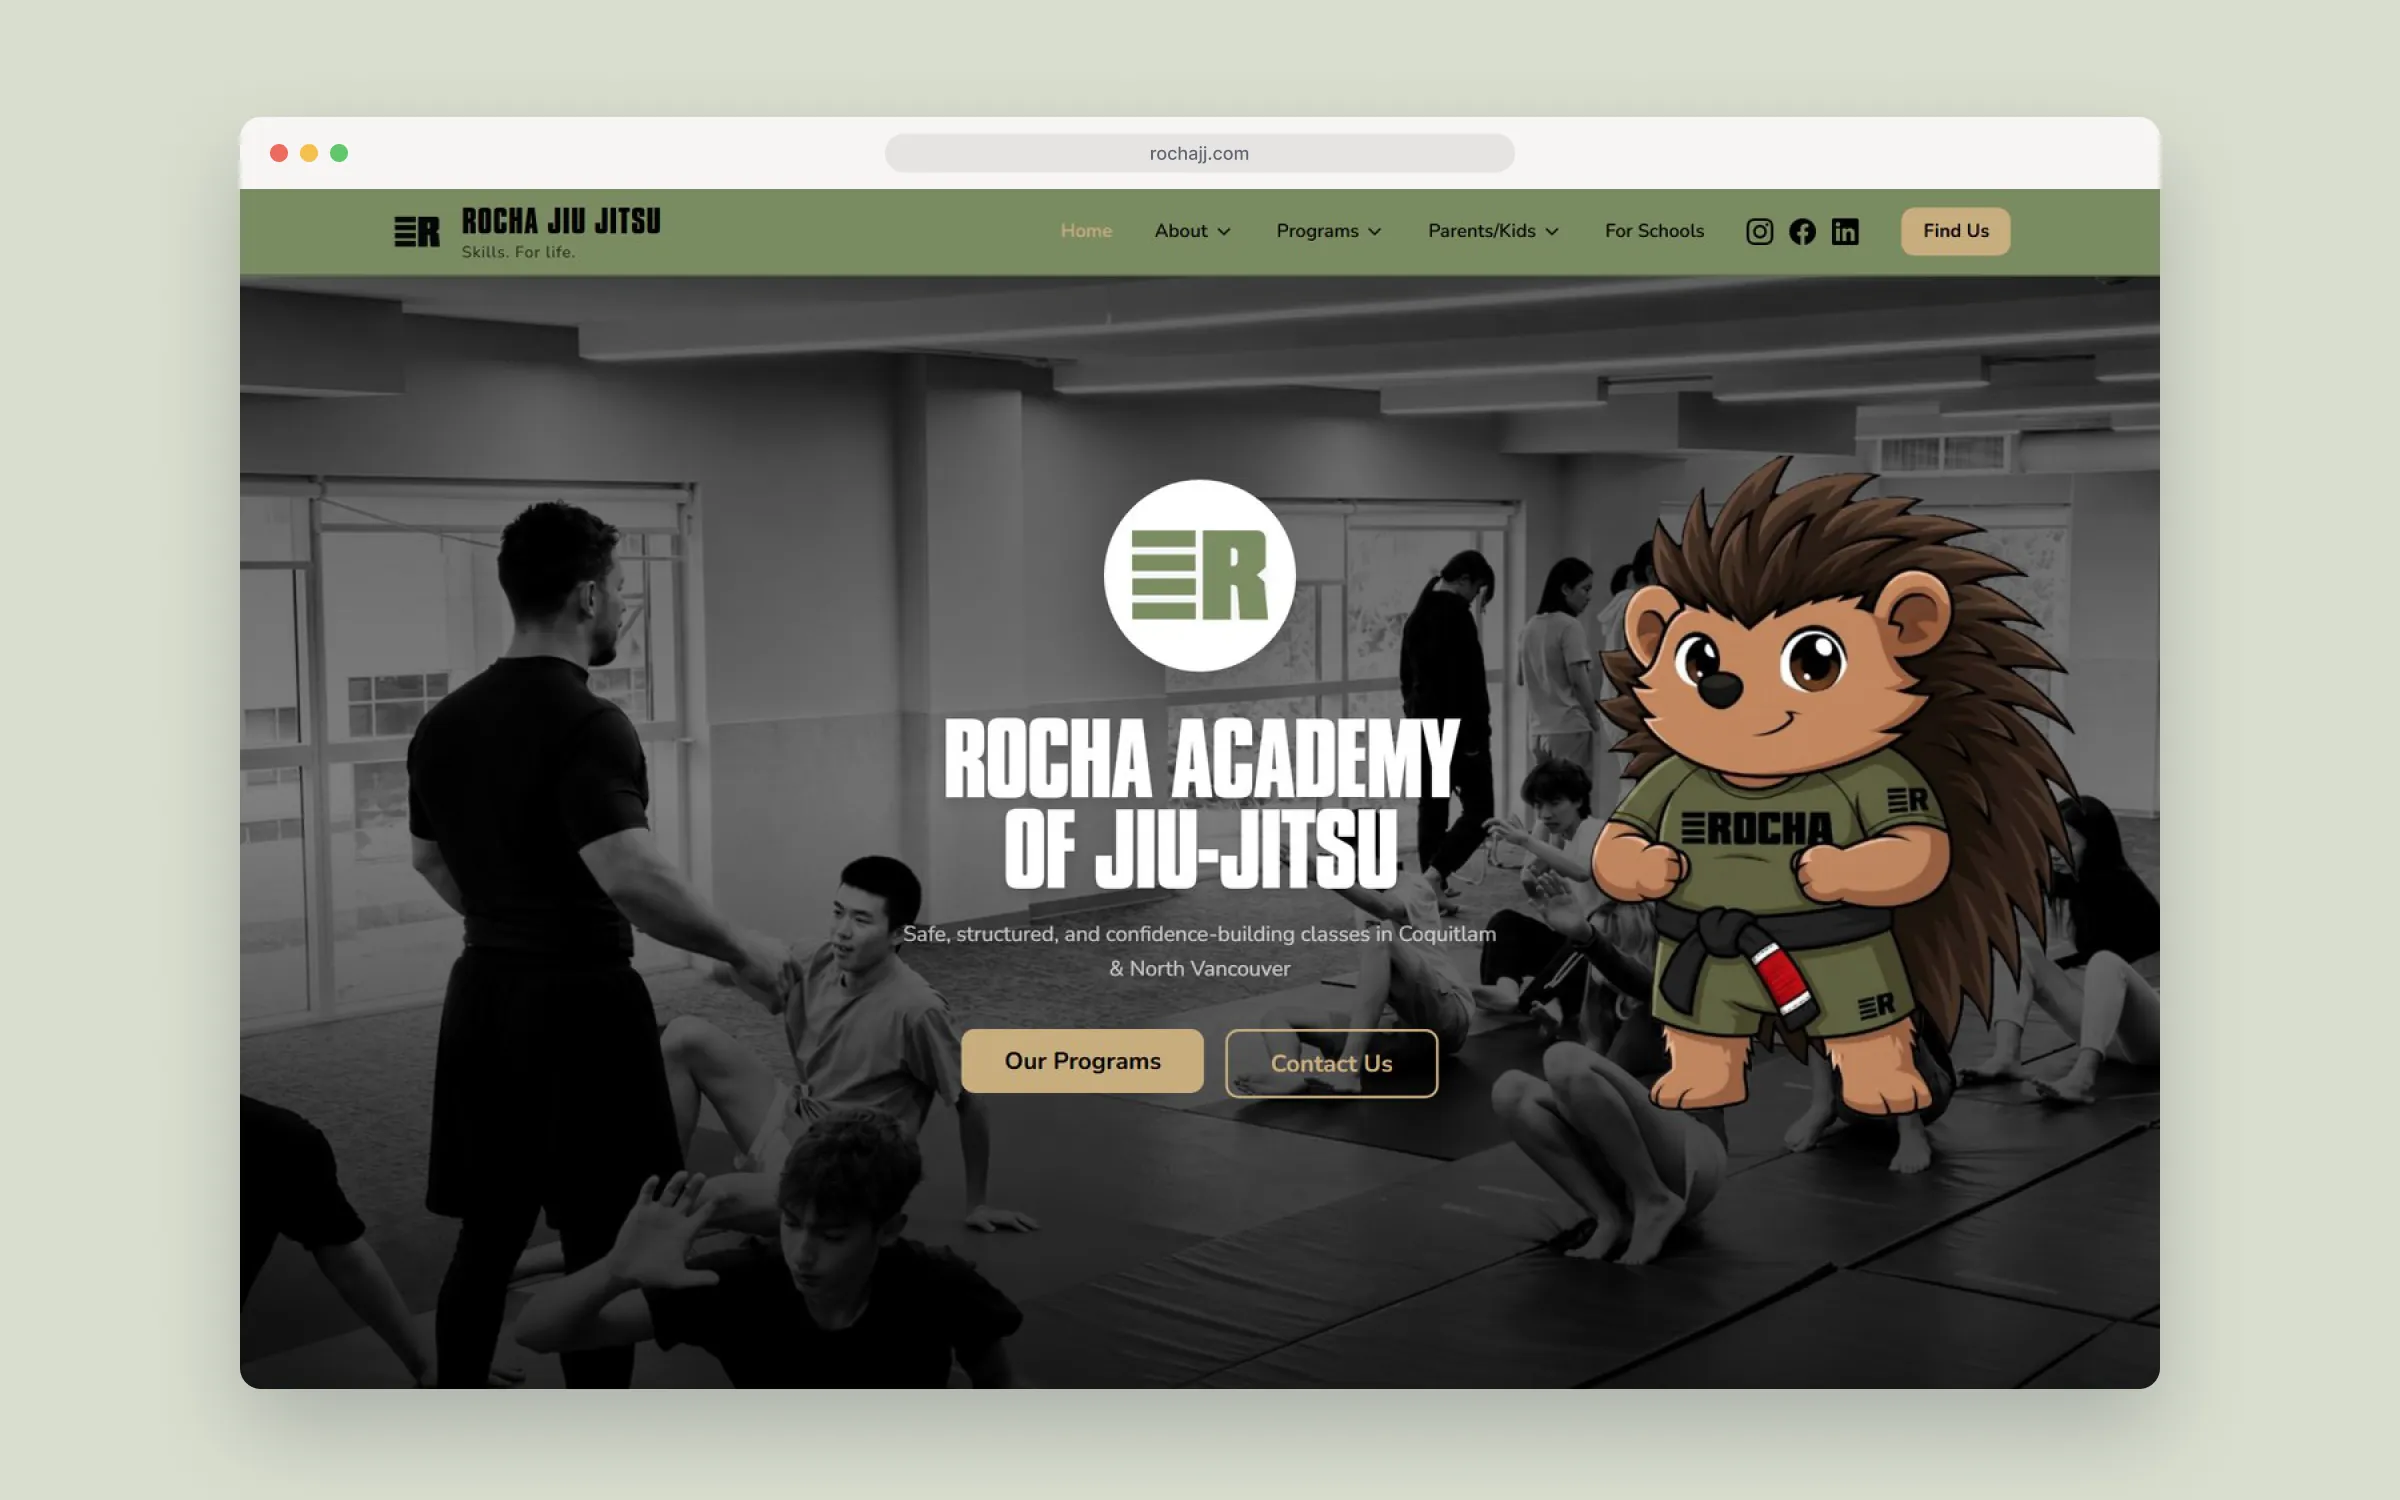 rochajj.com
ROCHA JIU JITSU
Skills. For life.
Home About Programs Parents/Kids For Schools Find Us
R
ROCHA ACADEMY
OF JIU-JITSU
Safe, structured, and confidence-building classes in Coquitlam
& North Vancouver
Our Programs Contact Us
ROCHA
R
R